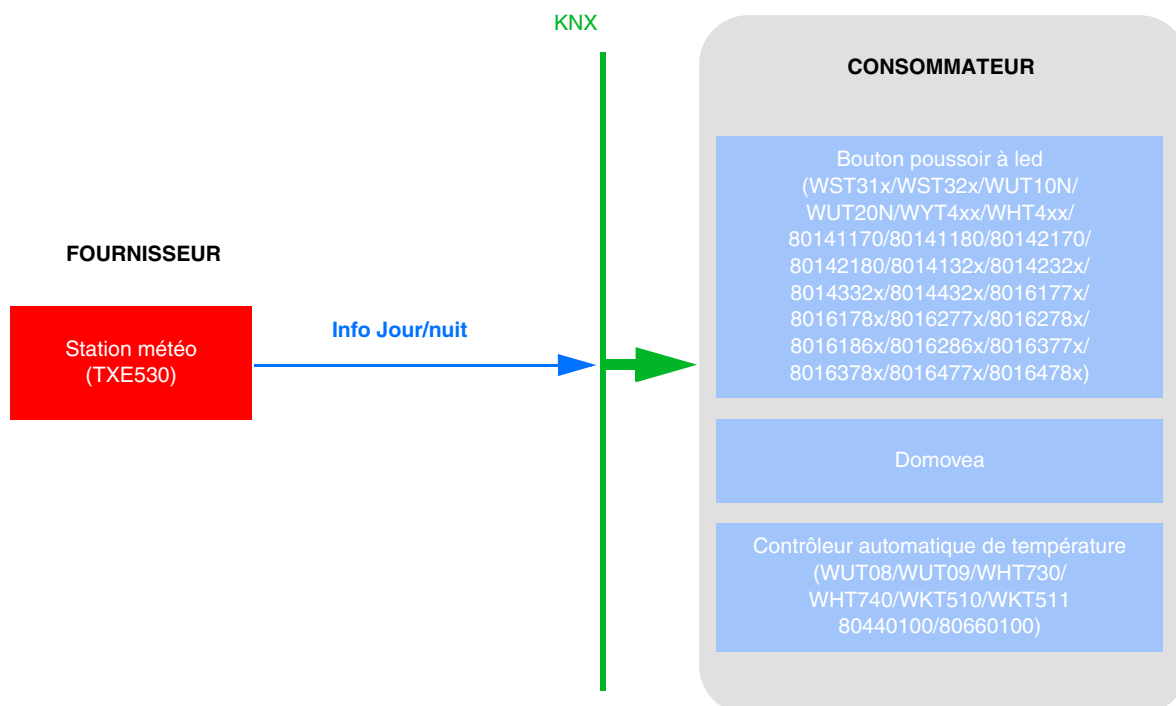 KNX
CONSOMMATEUR
Bouton poussoir à led
(WST31x/WST32x/WUT10N/
WUT20N/WYT4xx/WHT4xx/
80141170/80141180/80142170/
80142180/8014132x/8014232x/
8014332x/8014432x/8016177x/
8016178x/8016277x/8016278x/
8016186x/8016286x/8016377x/
8016378x/8016477x/8016478x)
FOURNISSEUR
Station météo
(TXE530)
Info Jour/nuit
Domovea
Contrôleur automatique de température
(WUT08/WUT09/WHT730/
WHT740/WKT510/WKT511
80440100/80660100)